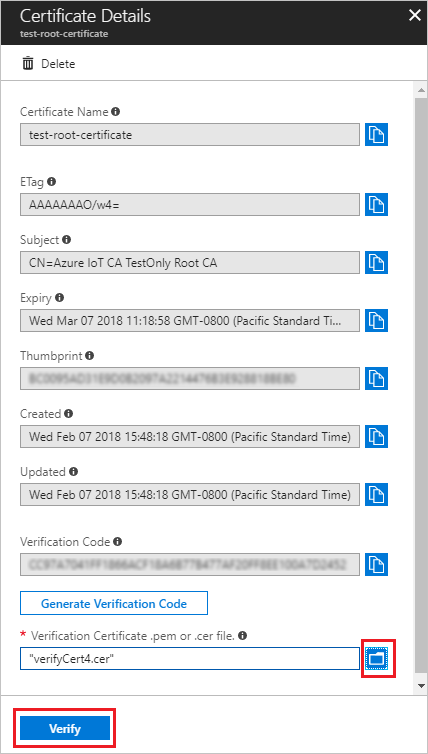 Certificate Details
test-root-certificate
Delete
Certificate Name
test-root-certificate
ETag
AAAAAAAO/w4=
Subject
CN=Azure IoT CA TestOnly Root CA
Expiry
Wed Mar 07 2018 11:18:58 GMT-0800 (Pacific Standard Ti...
Thumbprint
Created
Wed Feb 07 2018 15:48:18 GMT-0800 (Pacific Standard Time)
Updated
Wed Feb 07 2018 15:48:18 GMT-0800 (Pacific Standard Time)
Verification Code
Generate Verification Code
* Verification Certificate .pem or .cer file.
"verifyCert4.cer"
Verify